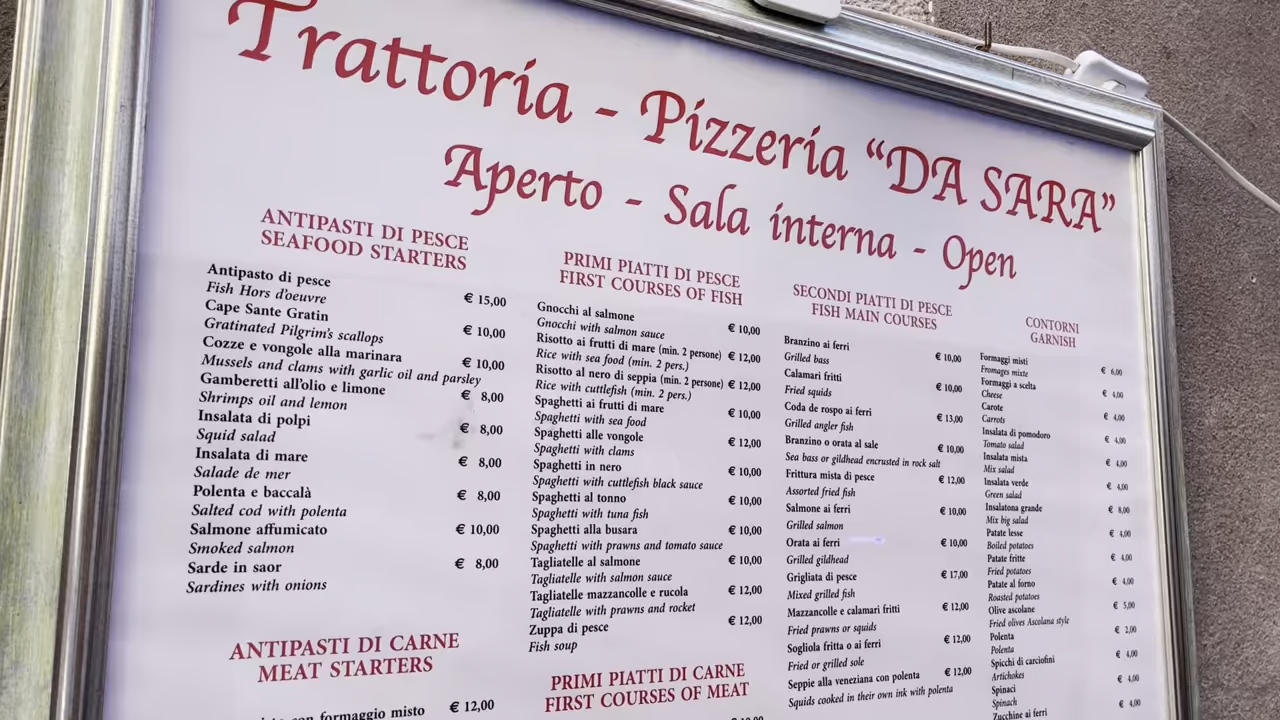 Trattoria - Pizzeria “DA SARA”
Aperto - Sala interna - Open
ANTIPASTI DI PESCE
SEAFOOD STARTERS
Antipasto di pesce € 15,00
Fish Hors d'oeuvre
Cape Sante Gratin € 10,00
Gratinated Pilgrim's scallops
Cozze e vongole alla marinara € 10,00
Mussels and clams with garlic oil and parsley
Gamberetti all'olio e limone € 8,00
Shrimps oil and lemon
Insalata di polpi € 8,00
Squid salad
Insalata di mare € 8,00
Salade de mer
Polenta e baccalà € 8,00
Salted cod with polenta
Salmone affumicato € 10,00
Smoked salmon
Sarde in saor € 8,00
Sardines with onions
ANTIPASTI DI CARNE
MEAT STARTERS
con formaggio misto € 12,00
PRIMI PIATTI DI PESCE
FIRST COURSES OF FISH
Gnocchi al salmone € 10,00
Gnocchi with salmon sauce
Risotto ai frutti di mare (min. 2 persone) € 12,00
Rice with sea food (min. 2 pers.)
Risotto al nero di seppia (min. 2 persone) € 12,00
Rice with cuttlefish (min. 2 pers.)
Spaghetti ai frutti di mare € 10,00
Spaghetti with sea food
Spaghetti alle vongole € 12,00
Spaghetti with clams
Spaghetti in nero € 10,00
Spaghetti with cuttlefish black sauce
Spaghetti al tonno € 10,00
Spaghetti with tuna fish
Spaghetti alla busara € 10,00
Spaghetti with prawns and tomato sauce
Tagliatelle al salmone € 10,00
Tagliatelle with salmon sauce
Tagliatelle mazzancolle e rucola € 12,00
Tagliatelle with prawns and rocket
Zuppa di pesce € 12,00
Fish soup
PRIMI PIATTI DI CARNE
FIRST COURSES OF MEAT
SECONDI PIATTI DI PESCE
FISH MAIN COURSES
Branzino ai ferri € 10,00
Grilled bass
Calamari fritti € 10,00
Fried squids
Coda de rospo ai ferri € 13,00
Grilled angler fish
Branzino o orata al sale € 10,00
Sea bass or gildhead encrusted in rock salt
Frittura mista di pesce € 12,00
Assorted fried fish
Salmone ai ferri € 10,00
Grilled salmon
Orata ai ferri € 10,00
Grilled gildhead
Grigliata di pesce € 17,00
Mixed grilled fish
Mazzancolle e calamari fritti € 12,00
Fried prawns or squids
Sogliola fritta o ai ferri € 12,00
Fried or grilled sole
Seppie alla veneziana con polenta € 12,00
Squids cooked in their own ink with polenta
CONTORNI
GARNISH
Formaggi misti € 6,00
Fromages mixte
Formaggi a scelta € 4,00
Cheese
Carote € 4,00
Carrots
Insalata di pomodoro € 4,00
Tomato salad
Insalata mista € 4,00
Mix salad
Insalata verde € 4,00
Green salad
Insalatona grande € 8,00
Mix big salad
Patate lesse € 4,00
Boiled potatoes
Patate fritte € 4,00
Fried potatoes
Patate al forno € 4,00
Roasted potatoes
Olive ascolane € 5,00
Fried olives Ascolana style
Polenta € 2,00
Polenta
Spicchi di carciofini € 4,00
Artichokes
Spinaci € 4,00
Spinach
Zucchine ai ferri € 4,00